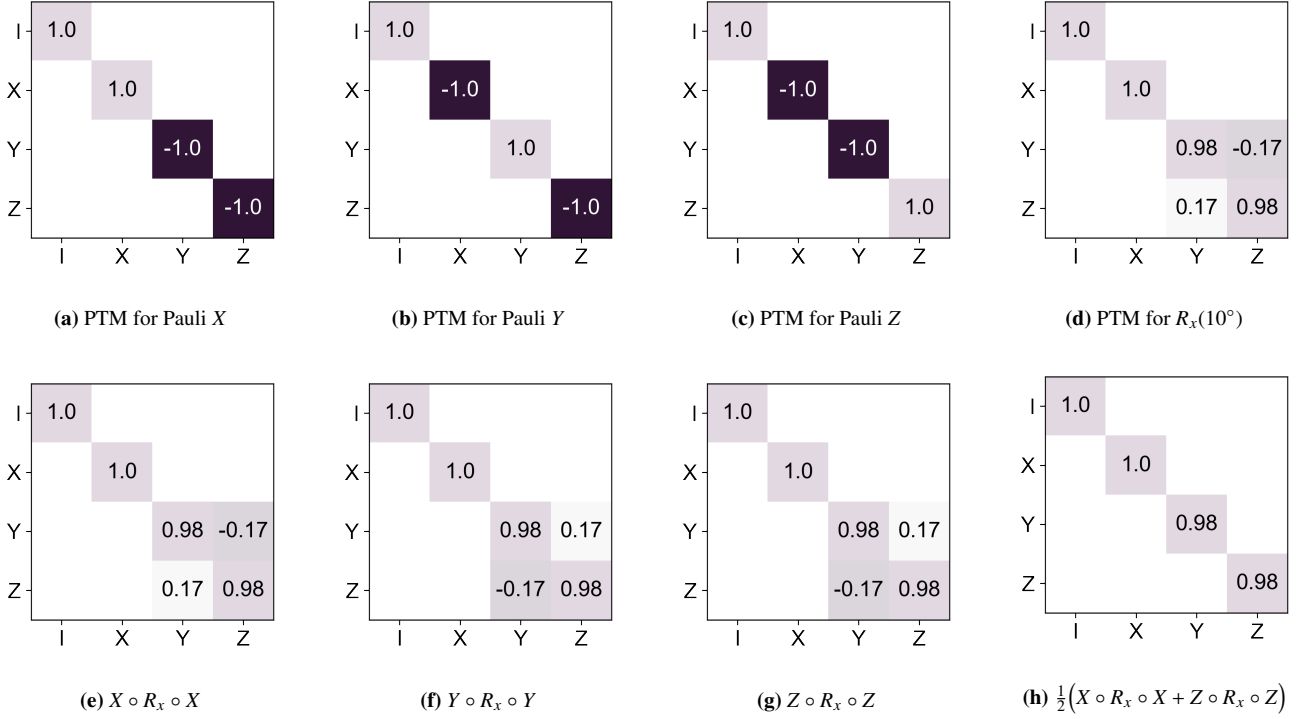 I 1.0
X 1.0
Y -1.0
Z -1.0
I X Y Z
(a) PTM for Pauli X
I 1.0
X -1.0
Y 1.0
Z -1.0
I X Y Z
(b) PTM for Pauli Y
I 1.0
X -1.0
Y -1.0
Z 1.0
I X Y Z
(c) PTM for Pauli Z
I 1.0
X 1.0
Y 0.98 -0.17
Z 0.17 0.98
I X Y Z
(d) PTM for Rₓ(10°)
I 1.0
X 1.0
Y 0.98 -0.17
Z 0.17 0.98
I X Y Z
(e) X ∘ Rₓ ∘ X
I 1.0
X 1.0
Y 0.98 0.17
Z -0.17 0.98
I X Y Z
(f) Y ∘ Rₓ ∘ Y
I 1.0
X 1.0
Y 0.98 0.17
Z -0.17 0.98
I X Y Z
(g) Z ∘ Rₓ ∘ Z
I 1.0
X 1.0
Y 0.98
Z 0.98
I X Y Z
(h) ½(X ∘ Rₓ ∘ X + Z ∘ Rₓ ∘ Z)